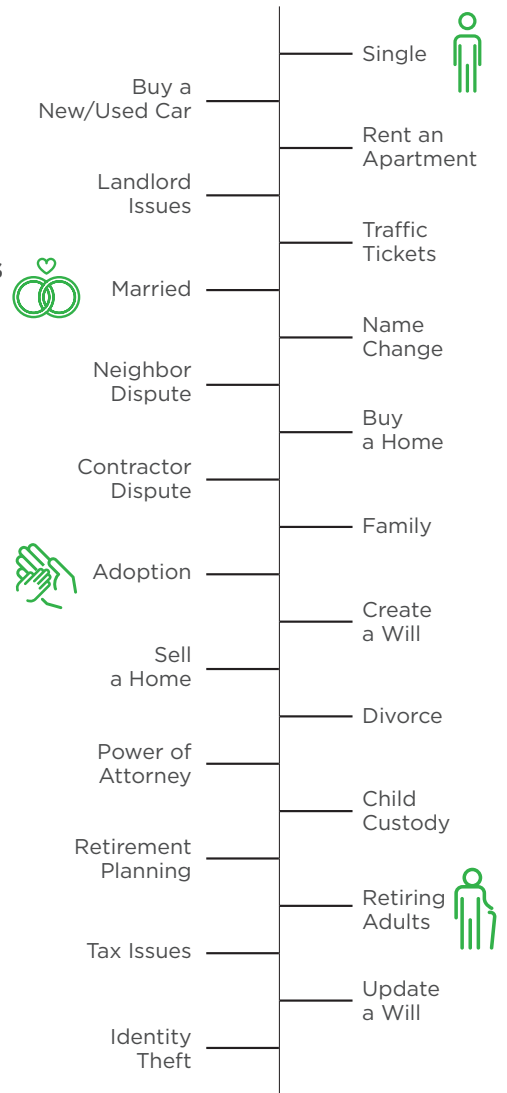 Single
Buy a
New/Used Car
Rent an
Apartment
Landlord
Issues
Traffic
Tickets
s
Married
Name
Change
Neighbor
Dispute
Buy
a Home
Contractor
Dispute
Family
Adoption
Create
a Will
Sell
a Home
Divorce
Power of
Attorney
Child
Custody
Retirement
Planning
Retiring
Adults
Tax Issues
Update
a Will
Identity
Theft